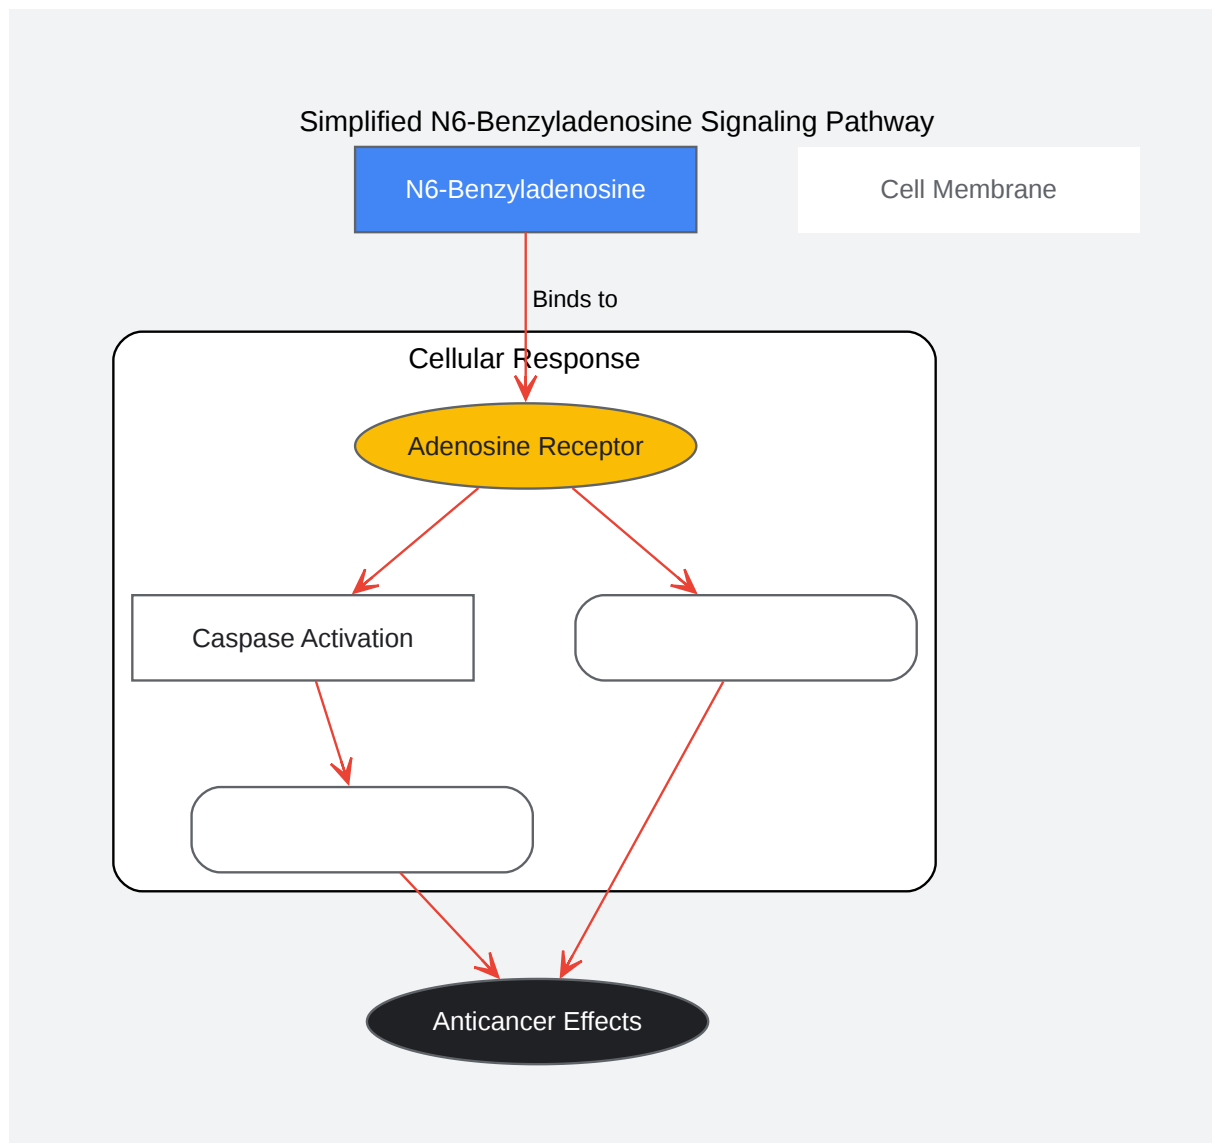 Simplified N6-Benzyladenosine Signaling Pathway
N6-Benzyladenosine
Cell Membrane
Binds to
Cellular Response
Adenosine Receptor
Caspase Activation
Anticancer Effects